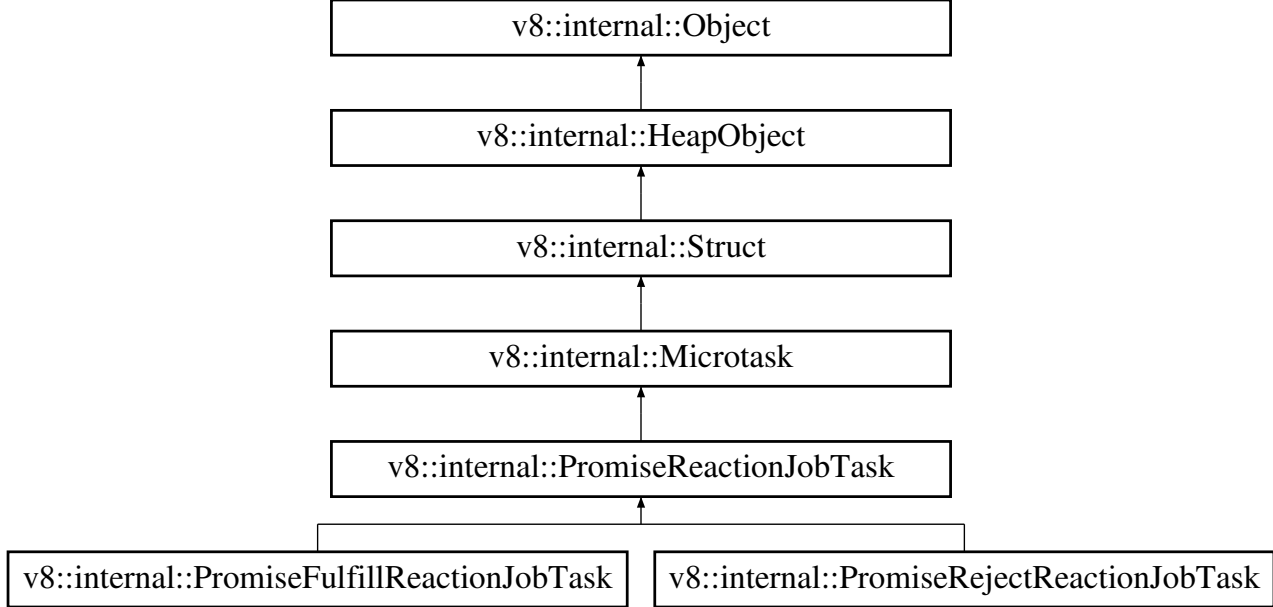 v8::internal::Object
v8::internal::HeapObject
v8::internal::Struct
v8::internal::Microtask
v8::internal::PromiseReactionJobTask
v8::internal::PromiseFulfillReactionJobTask
v8::internal::PromiseRejectReactionJobTask